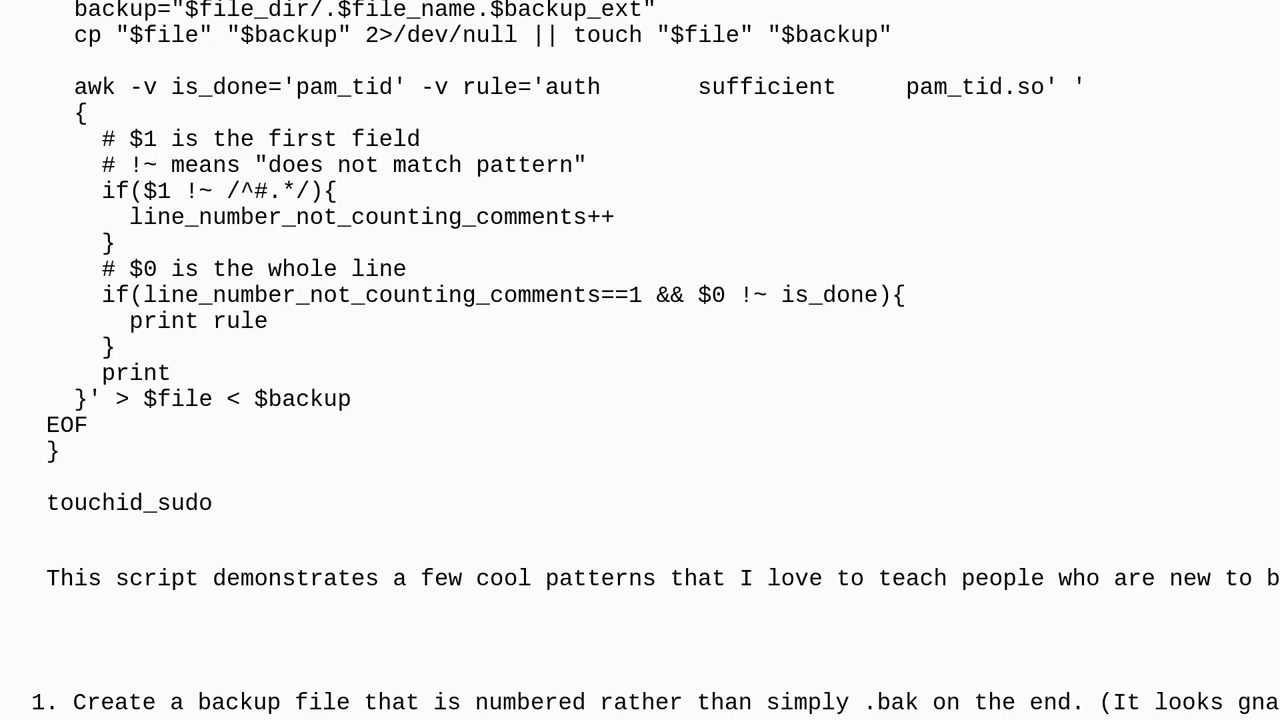 backup="$file_dir/.$file_name.$backup_ext"
cp "$file" "$backup" 2>/dev/null || touch "$file" "$backup"
awk -v is_done='pam_tid' -v rule='auth       sufficient     pam_tid.so' '
{
# $1 is the first field
# !~ means "does not match pattern"
if($1 !~ /^#.*/){
line_number_not_counting_comments++
}
# $0 is the whole line
if(line_number_not_counting_comments==1 && $0 !~ is_done){
print rule
}
print
}' > $file < $backup
EOF
}
touchid_sudo
This script demonstrates a few cool patterns that I love to teach people who are new to
1. Create a backup file that is numbered rather than simply .bak on the end. (It looks